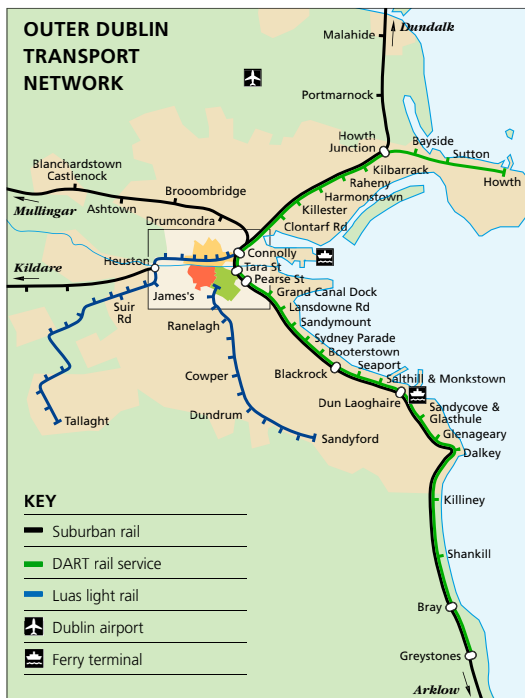 OUTER DUBLIN
TRANSPORT
NETWORK
Dundalk
Malahide
Portmarnock
Howth
Junction
Bayside
Sutton
Howth
Kilbarrack
Raheny
Harmonstown
Killester
Clontarf Rd
Blanchardstown
Castlenock
Brooombridge
Mullingar
Ashtown
Drumcondra
Connolly
Tara St
Pearse St
Heuston
Kildare
James's
Suir
Rd
Grand Canal Dock
Lansdowne Rd
Sandymount
Sydney Parade
Booterstown
Seaport
Ranelagh
Blackrock
Salthill & Monkstown
Cowper
Dun Laoghaire
Sandycove &
Glasthule
Dundrum
Tallaght
Sandyford
Glenageary
Dalkey
Killiney
Shankill
Bray
Greystones
Arklow
KEY
Suburban rail
DART rail service
Luas light rail
Dublin airport
Ferry terminal